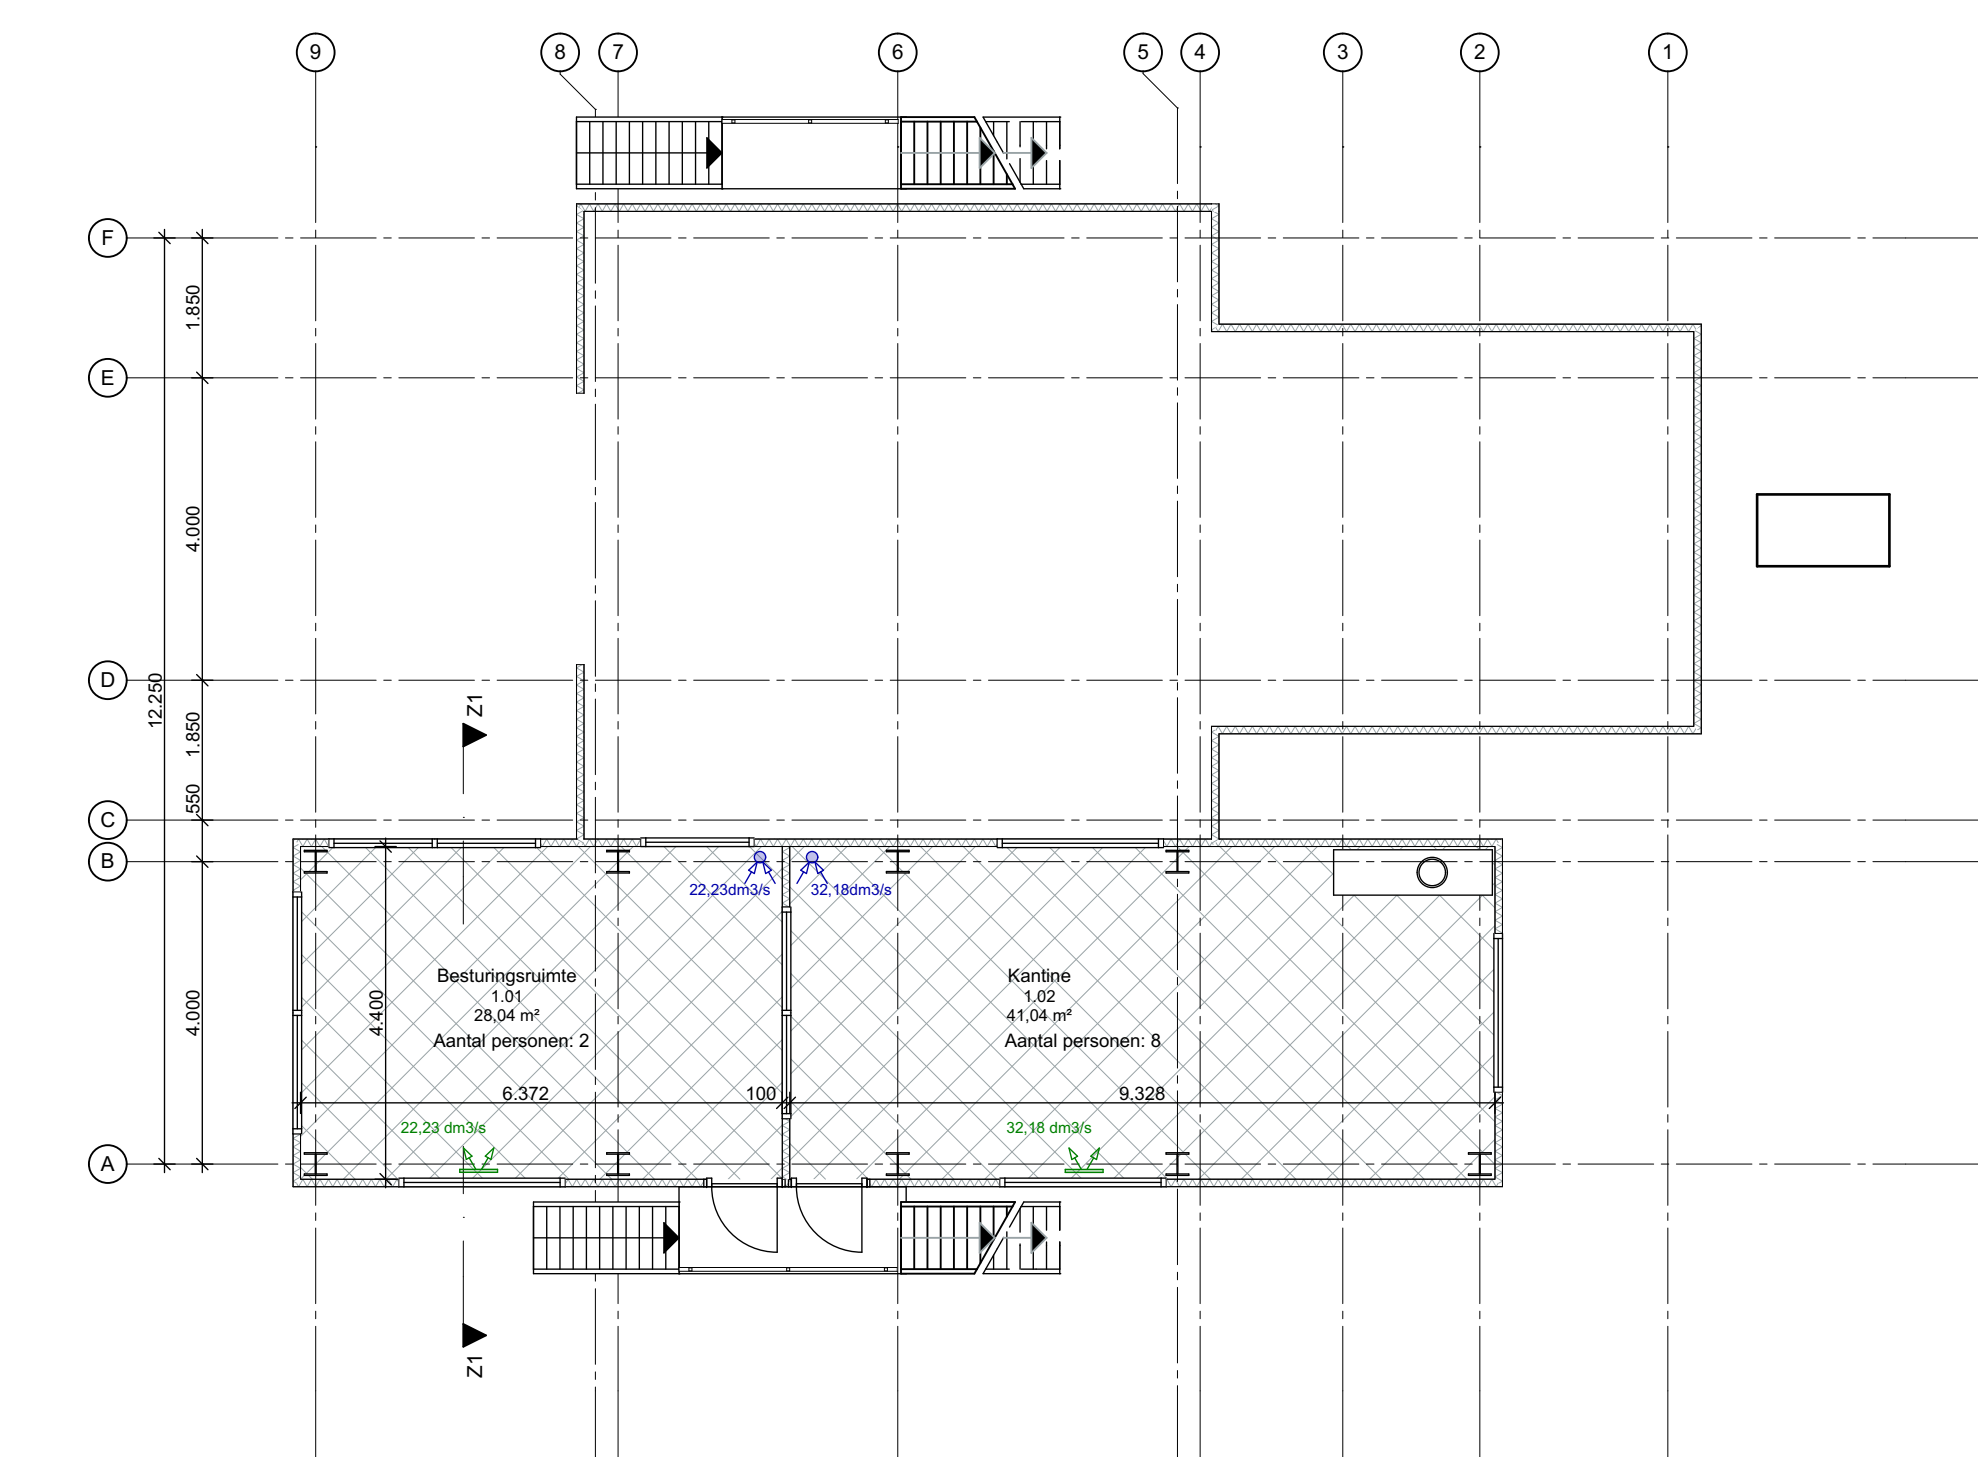 9 8 7 6 5 4 3 2 1
F
1.850
E
4.000
D
12.250
Z1
1.850
550
C
B
22,23dm3/s 32,18dm3/s
Besturingsruimte
1.01
28,04 m²
Aantal personen: 2
Kantine
1.02
41,04 m²
Aantal personen: 8
4.000
4.400
6.372 100 9.328
22,23 dm3/s 32,18 dm3/s
A
Z1